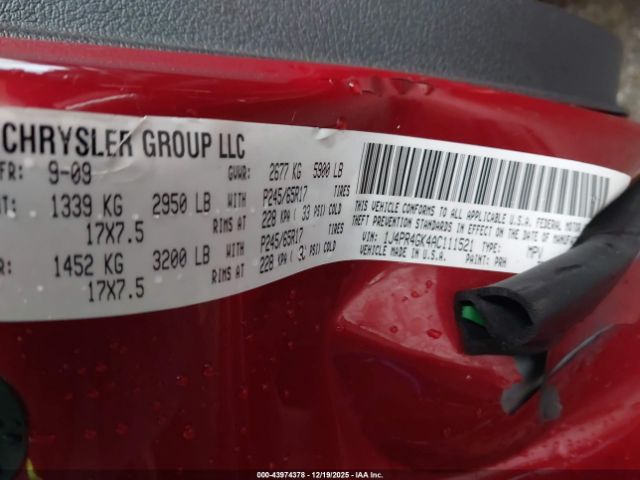 CHRYSLER GROUP LLC
FR: 9-09 GVWR: 2677 KG 5900 LB
NT: 1339 KG 2950 LB WITH P245/65R17 TIRES
17X7.5 RIMS AT 228 KPA ( 33 PSI) COLD
R: 1452 KG 3200 LB WITH P245/65R17 TIRES
17X7.5 RIMS AT 228 KPA ( 33 PSI) COLD
THIS VEHICLE CONFORMS TO ALL APPLICABLE U.S.A. FEDERAL MOTOR
THEFT PREVENTION STANDARDS IN EFFECT ON THE DATE OF MANUFAC
VIN: 1J4PR4GK4AC111521 TYPE: MPV
VEHICLE MADE IN U.S.A. PAINT: PRH
000-43974378 - 12/19/2025 - IAA Inc.